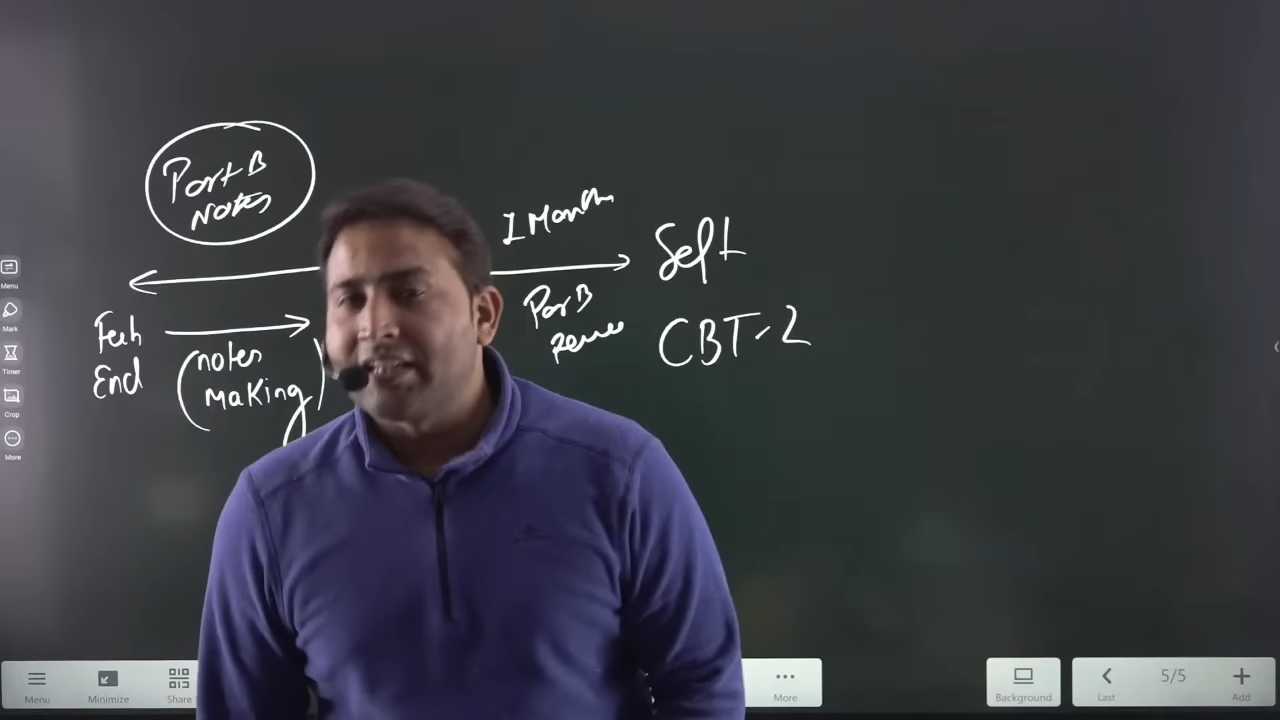 Part B
Notes
1 Month
Sept
Feb
End
(notes
Making)
Part B
CBT-2
Menu
Mark
Timer
Crop
More
Menu
Minimize
Share
More
Background
Last
5/5
Add